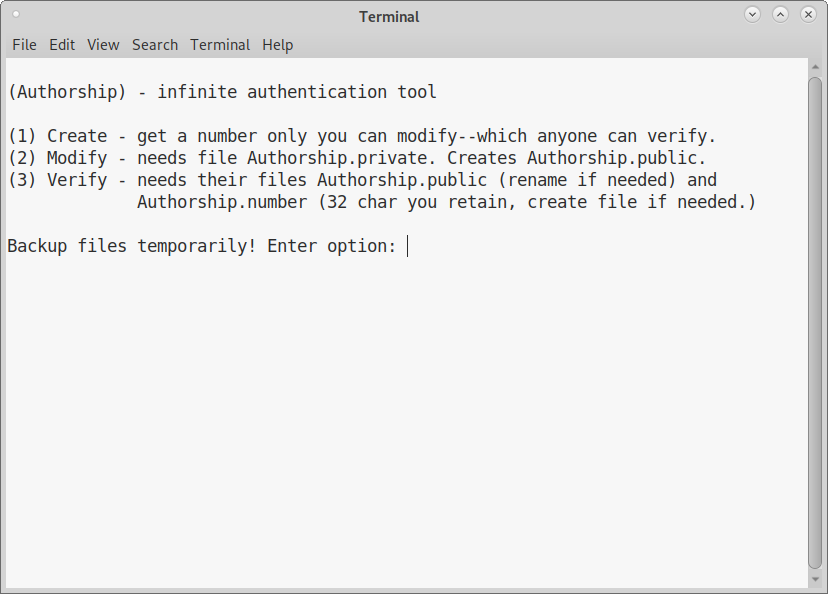 Terminal
File Edit View Search Terminal Help
(Authorship) - infinite authentication tool
(1) Create - get a number only you can modify--which anyone can verify.
(2) Modify - needs file Authorship.private. Creates Authorship.public.
(3) Verify - needs their files Authorship.public (rename if needed) and
Authorship.number (32 char you retain, create file if needed.)
Backup files temporarily! Enter option: